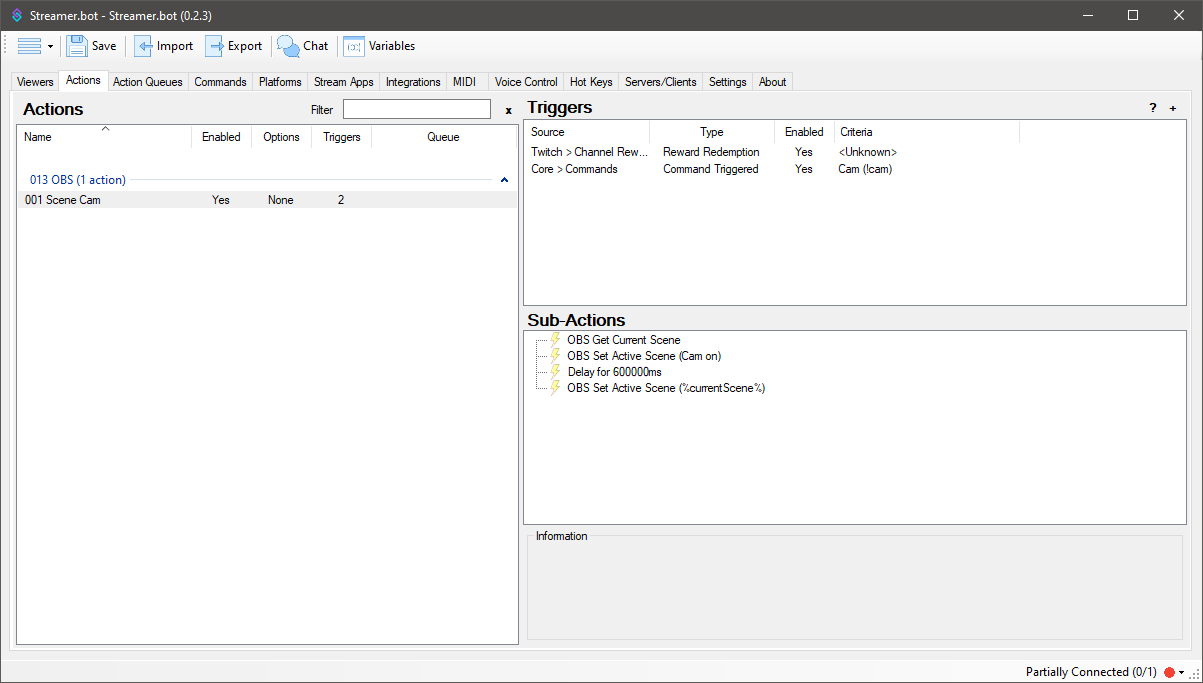 Streamer.bot - Streamer.bot (0.2.3)
Save Import Export Chat Variables
Viewers Actions Action Queues Commands Platforms Stream Apps Integrations MIDI Voice Control Hot Keys Servers/Clients Settings About
Actions Filter x
Name Enabled Options Triggers Queue
013 OBS (1 action)
001 Scene Cam Yes None 2
Triggers ? +
Source Type Enabled Criteria
Twitch > Channel Rew... Reward Redemption Yes <Unknown>
Core > Commands Command Triggered Yes Cam (!cam)
Sub-Actions
OBS Get Current Scene
OBS Set Active Scene (Cam on)
Delay for 600000ms
OBS Set Active Scene (%currentScene%)
Information
Partially Connected (0/1)